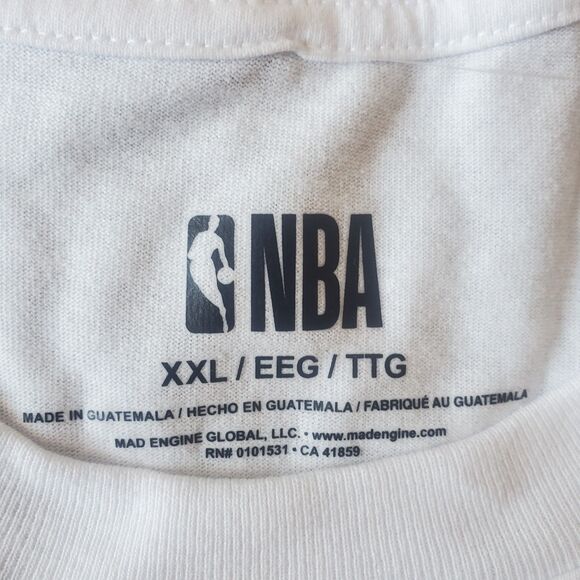 NBA
XXL / EEG / TTG
MADE IN GUATEMALA / HECHO EN GUATEMALA / FABRIQUÉ AU GUATEMALA
MAD ENGINE GLOBAL, LLC. • www.madengine.com
RN# 0101531 • CA 41859